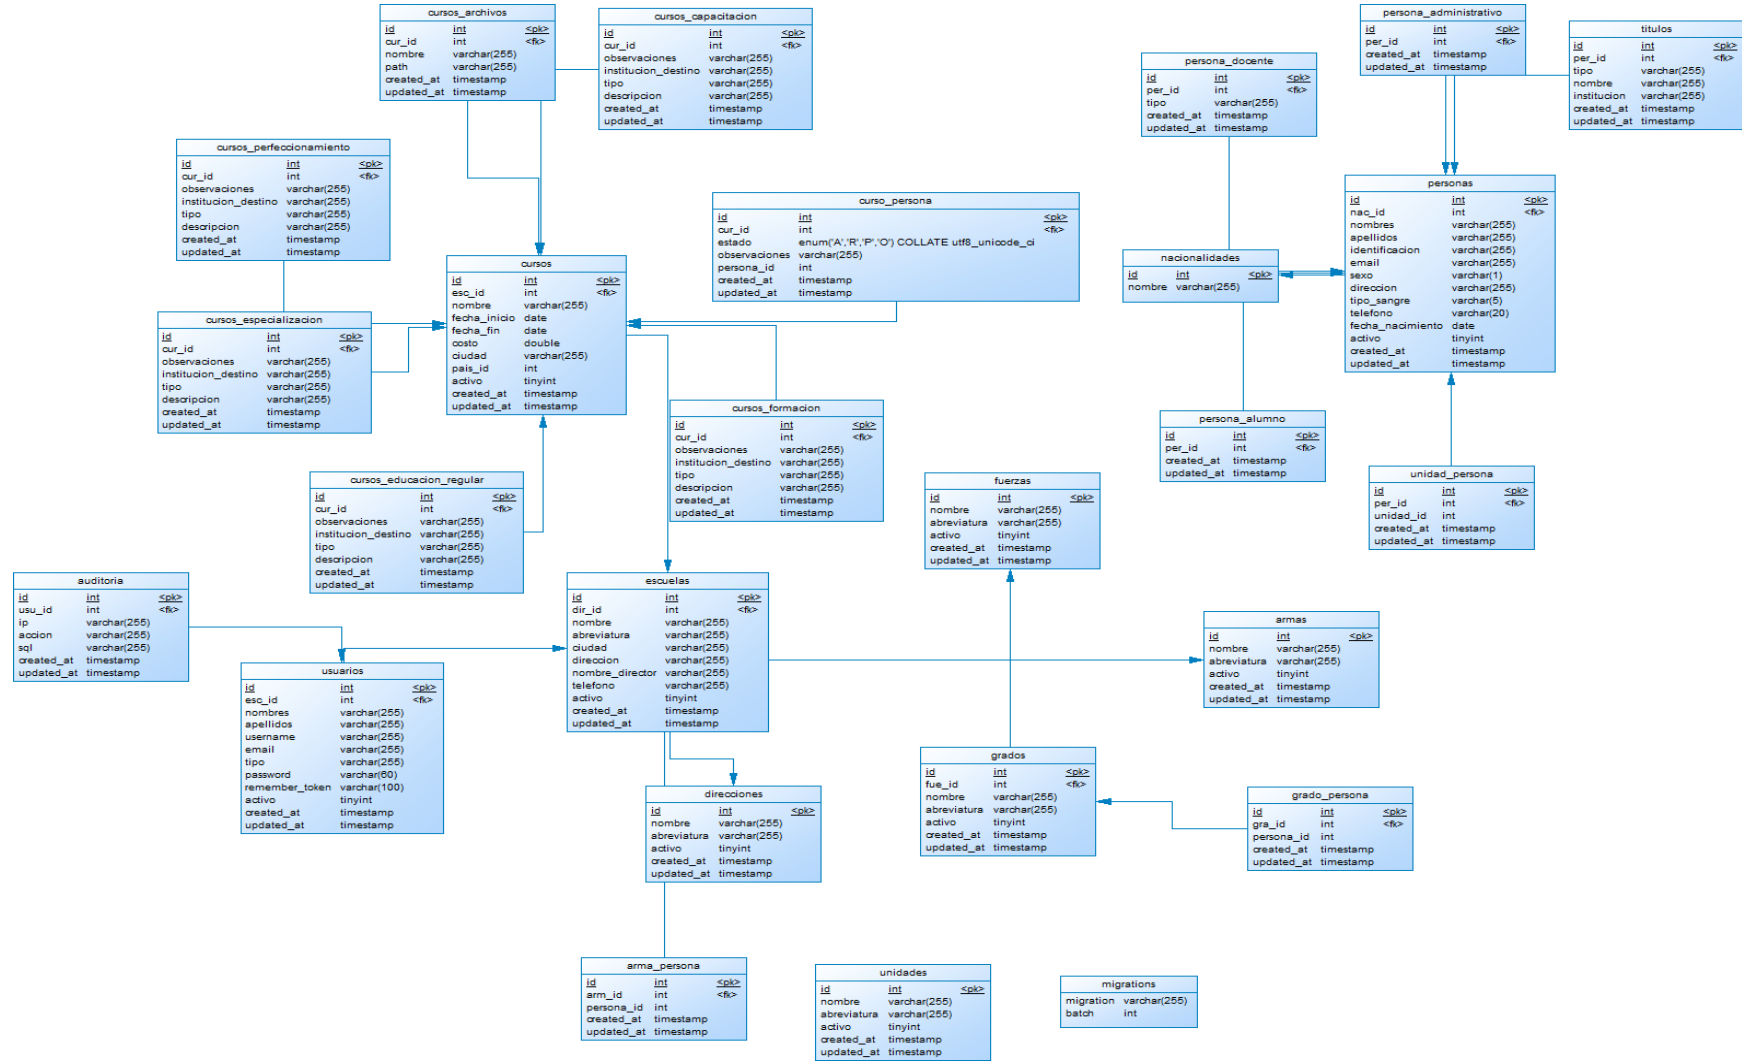 cursos_archivos
id int <pk>
cur_id int <fk>
nombre varchar(255)
path varchar(255)
created_at timestamp
updated_at timestamp
cursos_capacitacion
id int <pk>
cur_id int <fk>
observaciones varchar(255)
institucion_destino varchar(255)
tipo varchar(255)
descripcion varchar(255)
created_at timestamp
updated_at timestamp
persona_administrativo
id int <pk>
per_id int <fk>
created_at timestamp
updated_at timestamp
titulos
id int <pk>
per_id int <fk>
tipo varchar(255)
nombre varchar(255)
institucion varchar(255)
created_at timestamp
updated_at timestamp
persona_docente
id int <pk>
per_id int <fk>
tipo varchar(255)
created_at timestamp
updated_at timestamp
cursos_perfeccionamiento
id int <pk>
cur_id int <fk>
observaciones varchar(255)
institucion_destino varchar(255)
tipo varchar(255)
descripcion varchar(255)
created_at timestamp
updated_at timestamp
personas
id int <pk>
nac_id int <fk>
nombres varchar(255)
apellidos varchar(255)
identificacion varchar(255)
email varchar(255)
sexo varchar(1)
direccion varchar(255)
tipo_sangre varchar(5)
telefono varchar(20)
fecha_nacimiento date
activo tinyint
created_at timestamp
updated_at timestamp
curso_persona
id int <pk>
cur_id int <fk>
estado enum('A','R','P','O') COLLATE utf8_unicode_ci
observaciones varchar(255)
persona_id int
created_at timestamp
updated_at timestamp
nacionalidades
id int <pk>
nombre varchar(255)
cursos
id int <pk>
esc_id int <fk>
nombre varchar(255)
fecha_inicio date
fecha_fin date
costo double
ciudad varchar(255)
pais_id int
activo tinyint
created_at timestamp
updated_at timestamp
cursos_especializacion
id int <pk>
cur_id int <fk>
observaciones varchar(255)
institucion_destino varchar(255)
tipo varchar(255)
descripcion varchar(255)
created_at timestamp
updated_at timestamp
cursos_formacion
id int <pk>
cur_id int <fk>
observaciones varchar(255)
institucion_destino varchar(255)
tipo varchar(255)
descripcion varchar(255)
created_at timestamp
updated_at timestamp
persona_alumno
id int <pk>
per_id int <fk>
created_at timestamp
updated_at timestamp
unidad_persona
id int <pk>
per_id int <fk>
unidad_id int
created_at timestamp
updated_at timestamp
cursos_educacion_regular
id int <pk>
cur_id int <fk>
observaciones varchar(255)
institucion_destino varchar(255)
tipo varchar(255)
descripcion varchar(255)
created_at timestamp
updated_at timestamp
fuerzas
id int <pk>
nombre varchar(255)
abreviatura varchar(255)
activo tinyint
created_at timestamp
updated_at timestamp
auditoria
id int <pk>
usu_id int <fk>
ip varchar(255)
accion varchar(255)
sql varchar(255)
created_at timestamp
updated_at timestamp
escuelas
id int <pk>
dir_id int <fk>
nombre varchar(255)
abreviatura varchar(255)
ciudad varchar(255)
direccion varchar(255)
nombre_director varchar(255)
telefono varchar(255)
activo tinyint
created_at timestamp
updated_at timestamp
armas
id int <pk>
nombre varchar(255)
abreviatura varchar(255)
activo tinyint
created_at timestamp
updated_at timestamp
usuarios
id int <pk>
esc_id int <fk>
nombres varchar(255)
apellidos varchar(255)
username varchar(255)
email varchar(255)
tipo varchar(255)
password varchar(60)
remember_token varchar(100)
activo tinyint
created_at timestamp
updated_at timestamp
grados
id int <pk>
fue_id int <fk>
nombre varchar(255)
abreviatura varchar(255)
activo tinyint
created_at timestamp
updated_at timestamp
direcciones
id int <pk>
nombre varchar(255)
abreviatura varchar(255)
activo tinyint
created_at timestamp
updated_at timestamp
grado_persona
id int <pk>
gra_id int <fk>
persona_id int
created_at timestamp
updated_at timestamp
arma_persona
id int <pk>
arm_id int <fk>
persona_id int
created_at timestamp
updated_at timestamp
unidades
id int <pk>
nombre varchar(255)
abreviatura varchar(255)
activo tinyint
created_at timestamp
updated_at timestamp
migrations
migration varchar(255)
batch int